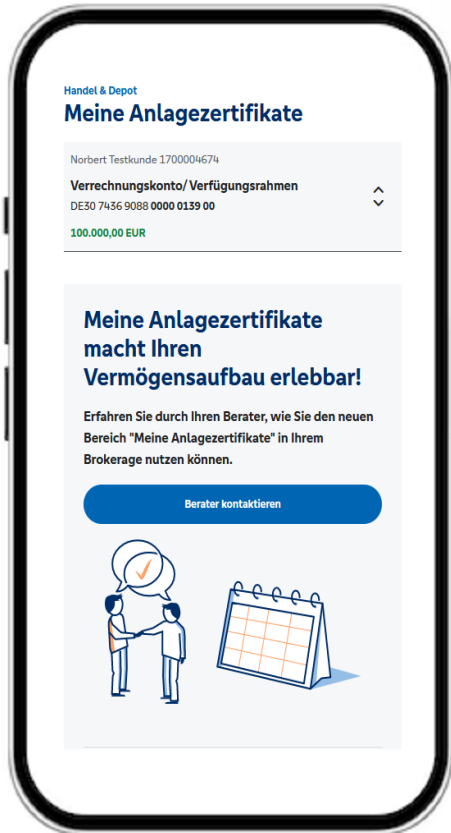 Handel & Depot
Meine Anlagezertifikate
Norbert Testkunde 1700004674
Verrechnungskonto/ Verfügungsrahmen
DE30 7436 9088 0000 0139 00
100.000,00 EUR
Meine Anlagezertifikate
macht Ihren
Vermögensaufbau erlebbar!
Erfahren Sie durch Ihren Berater, wie Sie den neuen
Bereich "Meine Anlagezertifikate" in Ihrem
Brokerage nutzen können.
Berater kontaktieren